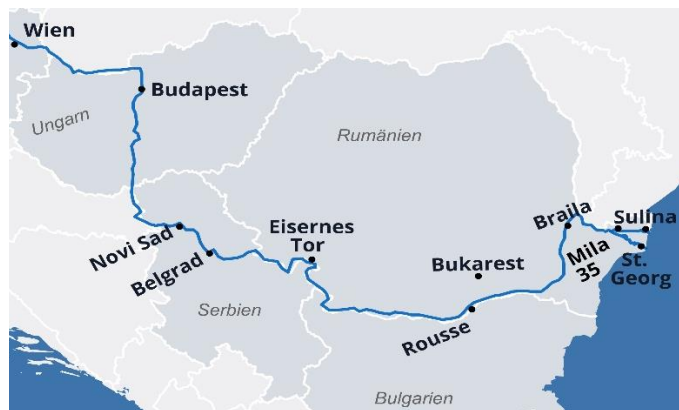 Wien
Budapest
Ungarn
Rumänien
Novi Sad
Belgrad
Eisernes
Tor
Serbien
Bukarest
Rousse
Bulgarien
Braila
Mila
35
Sulina
St.
Georg